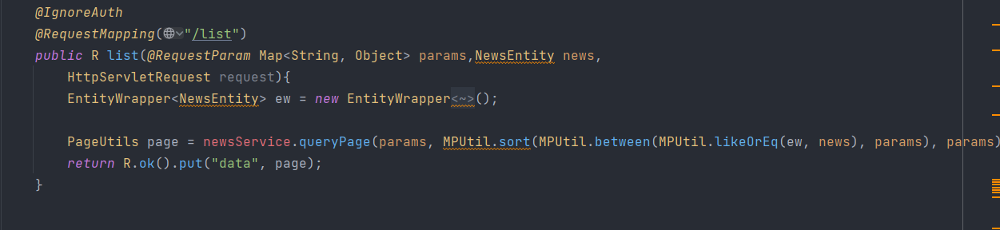 @IgnoreAuth
@RequestMapping("/list")
public R list(@RequestParam Map<String, Object> params,NewsEntity news,
HttpServletRequest request){
EntityWrapper<NewsEntity> ew = new EntityWrapper<~>();
PageUtils page = newsService.queryPage(params, MPUtil.sort(MPUtil.between(MPUtil.likeOrEq(ew, news), params), params)
return R.ok().put("data", page);
}